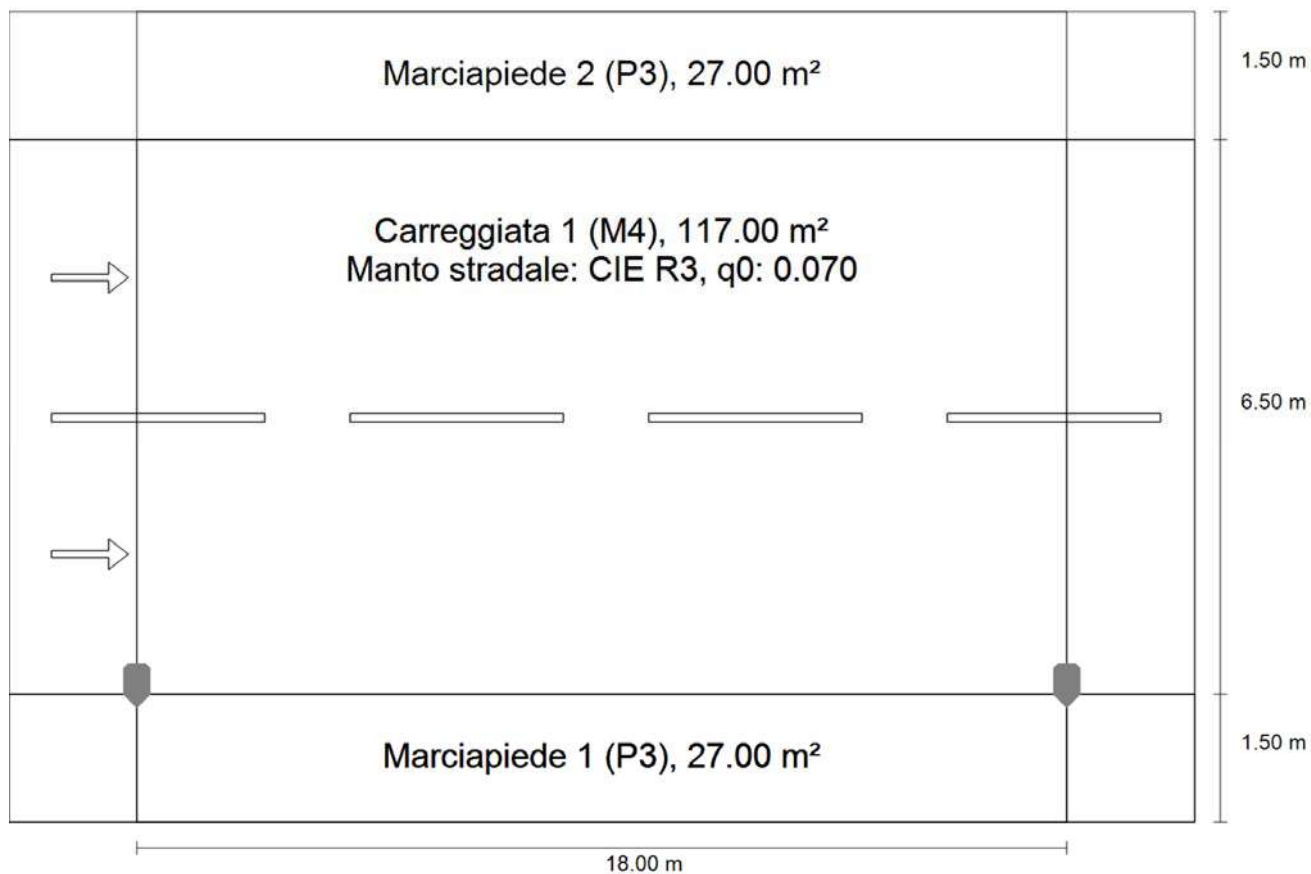 Marciapiede 2 (P3), 27.00 m²
1.50 m
Carreggiata 1 (M4), 117.00 m²
Manto stradale: CIE R3, q0: 0.070
6.50 m
Marciapiede 1 (P3), 27.00 m²
1.50 m
18.00 m